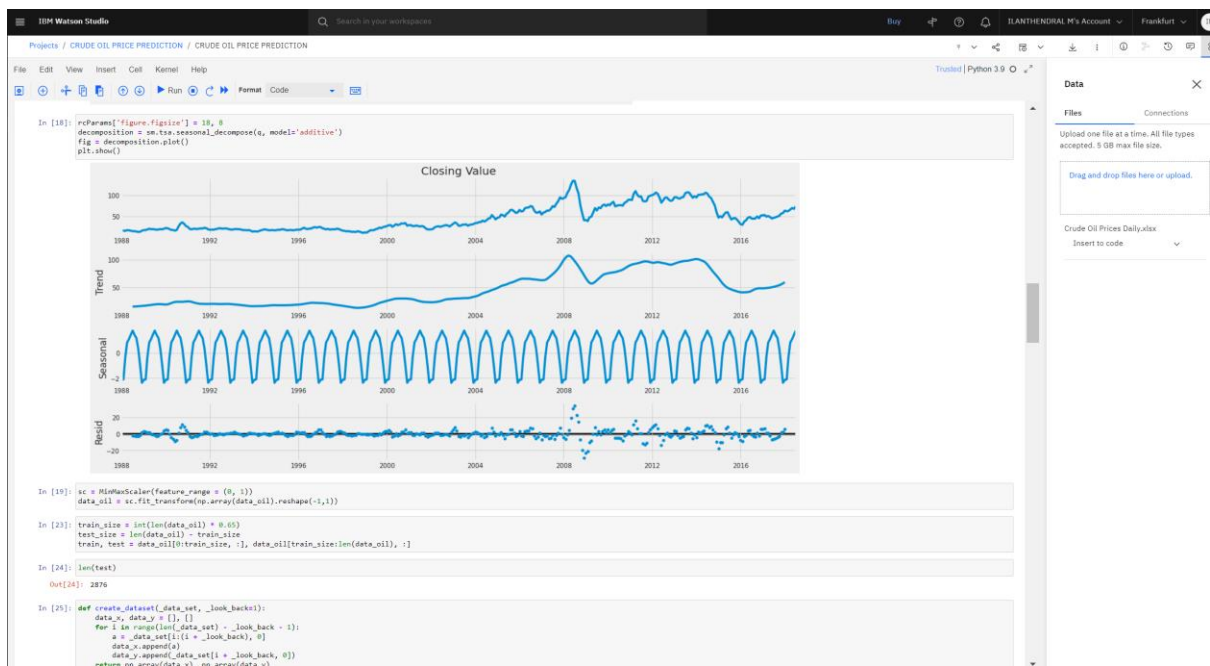 IBM Watson Studio
Search in your workspaces
Buy
ILANTHENDRAL M's Account
Frankfurt
Projects / CRUDE OIL PRICE PREDICTION / CRUDE OIL PRICE PREDICTION
File Edit View Insert Cell Kernel Help
Trusted | Python 3.9
Run
Format Code
In [18]: rcParams['figure.figsize'] = 18, 8
decomposition = sm.tsa.seasonal_decompose(q, model='additive')
fig = decomposition.plot()
plt.show()
Closing Value
100
50
1988 1992 1996 2000 2004 2008 2012 2016
Trend
100
50
1988 1992 1996 2000 2004 2008 2012 2016
Seasonal
0
−2
1988 1992 1996 2000 2004 2008 2012 2016
Resid
20
0
−20
1988 1992 1996 2000 2004 2008 2012 2016
In [19]: sc = MinMaxScaler(feature_range = (0, 1))
data_oil = sc.fit_transform(np.array(data_oil).reshape(-1,1))
In [23]: train_size = int(len(data_oil) * 0.65)
test_size = len(data_oil) - train_size
train, test = data_oil[0:train_size, :], data_oil[train_size:len(data_oil), :]
In [24]: len(test)
Out[24]: 2876
In [25]: def create_dataset(_data_set, _look_back=1):
data_x, data_y = [], []
for i in range(len(_data_set) - _look_back - 1):
a = _data_set[i:(i + _look_back), 0]
data_x.append(a)
data_y.append(_data_set[i + _look_back, 0])
return np.array(data_x), np.array(data_y)
Data
Files Connections
Upload one file at a time. All file types
accepted. 5 GB max file size.
Drag and drop files here or upload.
Crude Oil Prices Daily.xlsx
Insert to code